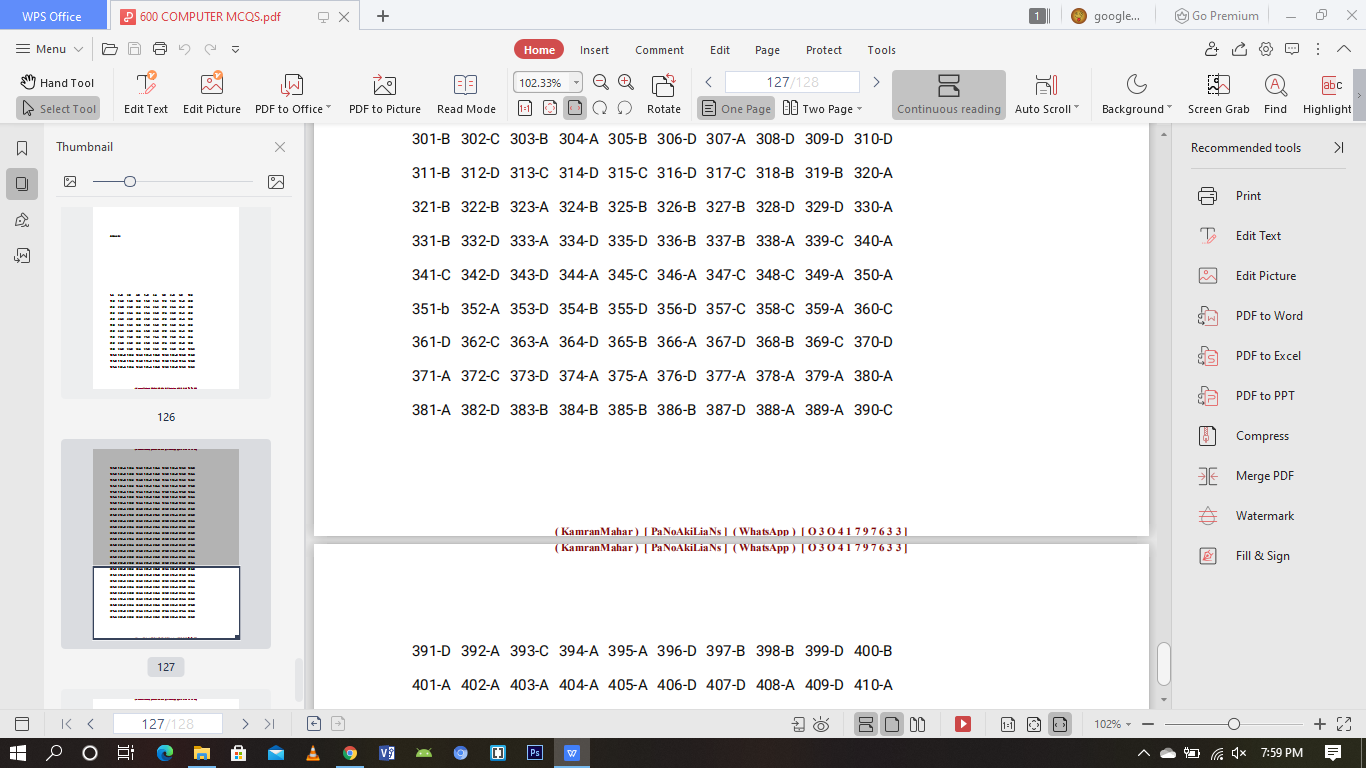 WPS Office 600 COMPUTER MCQS.pdf 1 google... Go Premium
Menu Home Insert Comment Edit Page Protect Tools
Hand Tool
Select Tool
Edit Text Edit Picture PDF to Office PDF to Picture Read Mode
102.33%
1:1
Rotate
127/128
One Page Two Page
Continuous reading Auto Scroll Background Screen Grab Find Highlight
Thumbnail
126
127
301-B 302-C 303-B 304-A 305-B 306-D 307-A 308-D 309-D 310-D
311-B 312-D 313-C 314-D 315-C 316-D 317-C 318-B 319-B 320-A
321-B 322-B 323-A 324-B 325-B 326-B 327-B 328-D 329-D 330-A
331-B 332-D 333-A 334-D 335-D 336-B 337-B 338-A 339-C 340-A
341-C 342-D 343-D 344-A 345-C 346-A 347-C 348-C 349-A 350-A
351-b 352-A 353-D 354-B 355-D 356-D 357-C 358-C 359-A 360-C
361-D 362-C 363-A 364-D 365-B 366-A 367-D 368-B 369-C 370-D
371-A 372-C 373-D 374-A 375-A 376-D 377-A 378-A 379-A 380-A
381-A 382-D 383-B 384-B 385-B 386-B 387-D 388-A 389-A 390-C
( KamranMahar ) | PaNoAkiLiaNs | ( WhatsApp ) | O 3 O 4 1 7 9 7 6 3 3 |
( KamranMahar ) | PaNoAkiLiaNs | ( WhatsApp ) | O 3 O 4 1 7 9 7 6 3 3 |
391-D 392-A 393-C 394-A 395-A 396-D 397-B 398-B 399-D 400-B
401-A 402-A 403-A 404-A 405-A 406-D 407-D 408-A 409-D 410-A
Recommended tools
Print
Edit Text
Edit Picture
PDF to Word
PDF to Excel
PDF to PPT
Compress
Merge PDF
Watermark
Fill & Sign
127/128 1:1 102%
7:59 PM